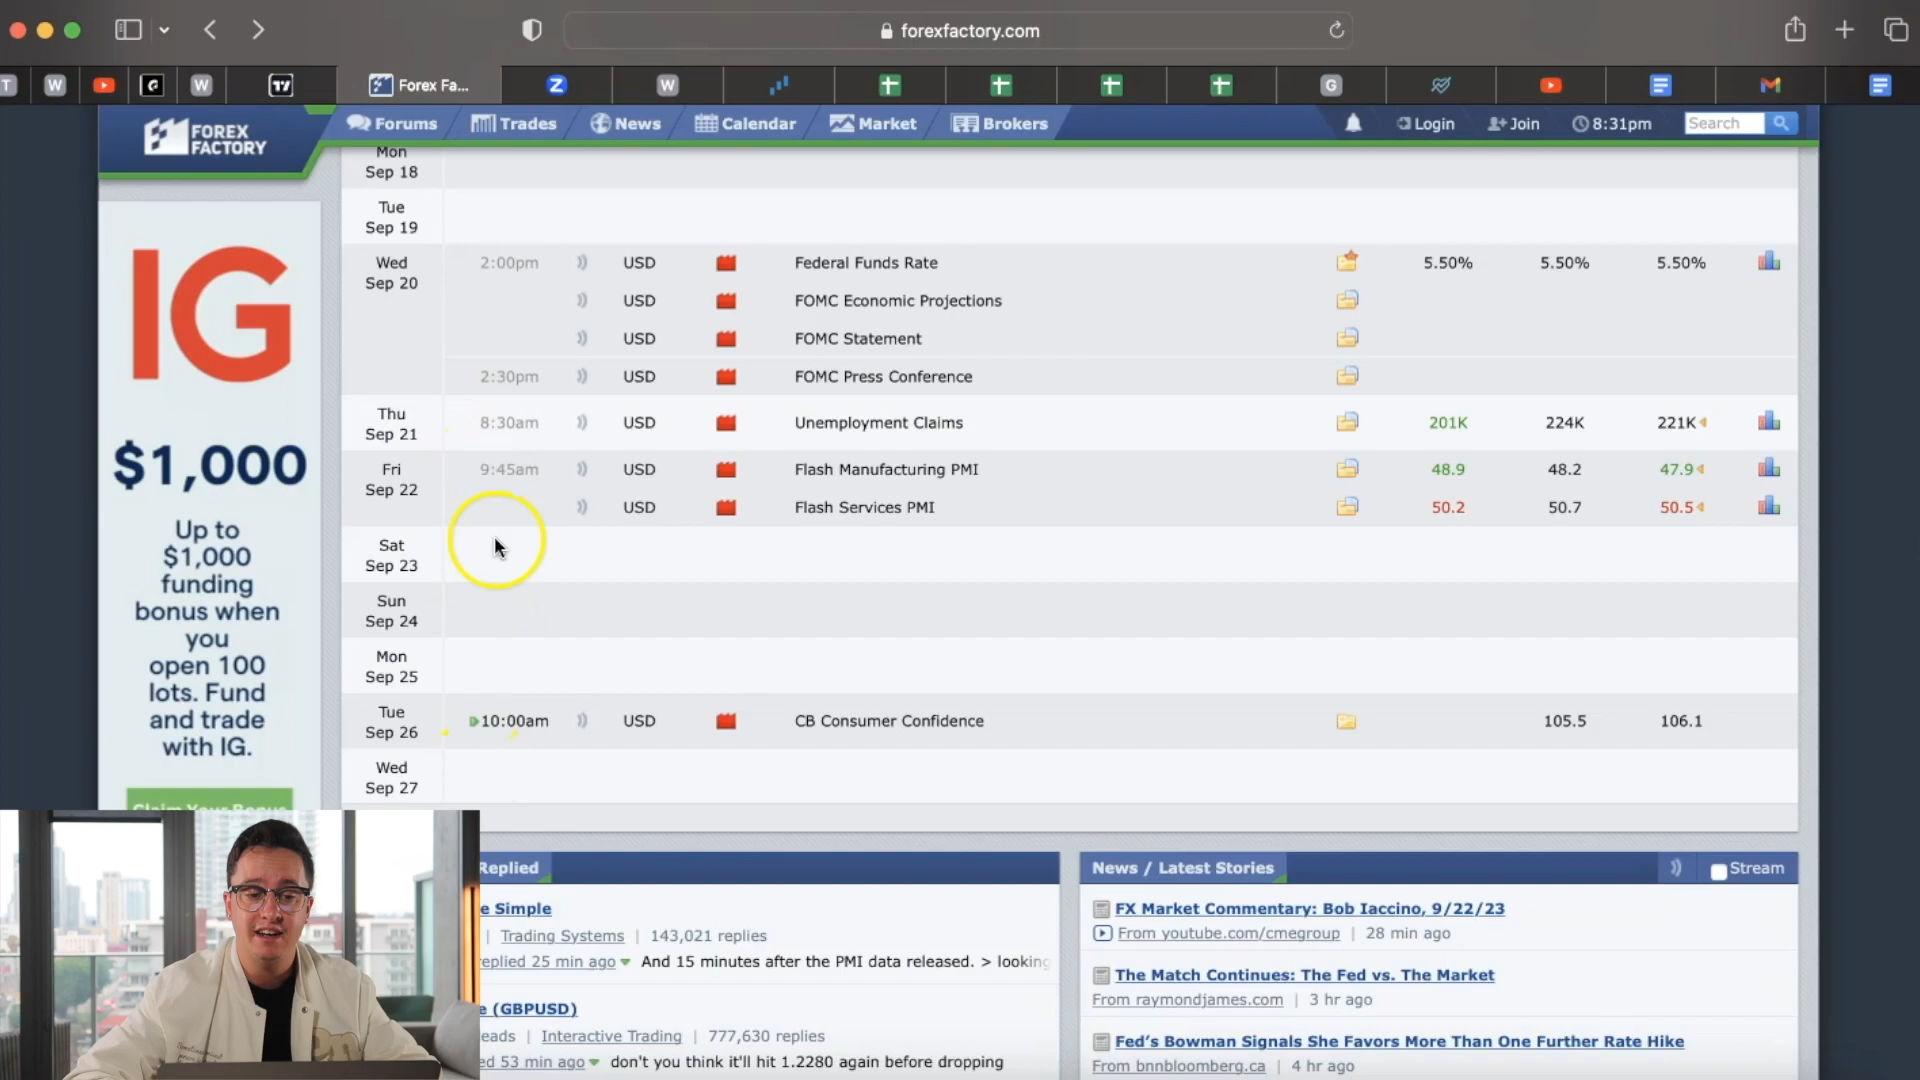 forexfactory.com
T W W 17 Forex Fa... Z W G
FOREX
FACTORY
Forums Trades News Calendar Market Brokers Login Join 8:31pm Search
Mon
Sep 18
Tue
Sep 19
Wed
Sep 20
2:00pm USD Federal Funds Rate 5.50% 5.50% 5.50%
USD FOMC Economic Projections
USD FOMC Statement
2:30pm USD FOMC Press Conference
Thu
Sep 21
8:30am USD Unemployment Claims 201K 224K 221K
Fri
Sep 22
9:45am USD Flash Manufacturing PMI 48.9 48.2 47.9
USD Flash Services PMI 50.2 50.7 50.5
Sat
Sep 23
Sun
Sep 24
Mon
Sep 25
Tue
Sep 26
10:00am USD CB Consumer Confidence 105.5 106.1
Wed
Sep 27
IG
$1,000
Up to
$1,000
funding
bonus when
you
open 100
lots. Fund
and trade
with IG.
Claim Your Bonus
Replied
e Simple
| Trading Systems | 143,021 replies
replied 25 min ago And 15 minutes after the PMI data released. > looking
e (GBPUSD)
eads | Interactive Trading | 777,630 replies
ed 53 min ago don't you think it'll hit 1.2280 again before dropping
News / Latest Stories Stream
FX Market Commentary: Bob Iaccino, 9/22/23
From youtube.com/cmegroup | 28 min ago
The Match Continues: The Fed vs. The Market
From raymondjames.com | 3 hr ago
Fed's Bowman Signals She Favors More Than One Further Rate Hike
From bnnbloomberg.ca | 4 hr ago